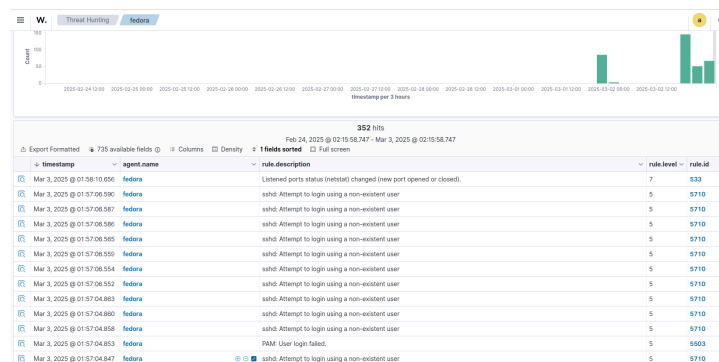 W. Threat Hunting fedora a
150
100
50
0
Count
2025-02-24 12:00 2025-02-25 00:00 2025-02-25 12:00 2025-02-26 00:00 2025-02-26 12:00 2025-02-27 00:00 2025-02-27 12:00 2025-02-28 00:00 2025-02-28 12:00 2025-03-01 00:00 2025-03-01 12:00 2025-03-02 00:00 2025-03-02 12:00
timestamp per 3 hours
352 hits
Feb 24, 2025 @ 02:15:58.747 - Mar 3, 2025 @ 02:15:58.747
Export Formatted 735 available fields Columns Density 1 fields sorted Full screen
timestamp agent.name rule.description rule.level rule.id
Mar 3, 2025 @ 01:58:10.656 fedora Listened ports status (netstat) changed (new port opened or closed). 7 533
Mar 3, 2025 @ 01:57:06.590 fedora sshd: Attempt to login using a non-existent user 5 5710
Mar 3, 2025 @ 01:57:06.587 fedora sshd: Attempt to login using a non-existent user 5 5710
Mar 3, 2025 @ 01:57:06.586 fedora sshd: Attempt to login using a non-existent user 5 5710
Mar 3, 2025 @ 01:57:06.565 fedora sshd: Attempt to login using a non-existent user 5 5710
Mar 3, 2025 @ 01:57:06.559 fedora sshd: Attempt to login using a non-existent user 5 5710
Mar 3, 2025 @ 01:57:06.554 fedora sshd: Attempt to login using a non-existent user 5 5710
Mar 3, 2025 @ 01:57:06.552 fedora sshd: Attempt to login using a non-existent user 5 5710
Mar 3, 2025 @ 01:57:04.863 fedora sshd: Attempt to login using a non-existent user 5 5710
Mar 3, 2025 @ 01:57:04.860 fedora sshd: Attempt to login using a non-existent user 5 5710
Mar 3, 2025 @ 01:57:04.858 fedora sshd: Attempt to login using a non-existent user 5 5710
Mar 3, 2025 @ 01:57:04.853 fedora PAM: User login failed. 5 5503
Mar 3, 2025 @ 01:57:04.847 fedora sshd: Attempt to login using a non-existent user 5 5710